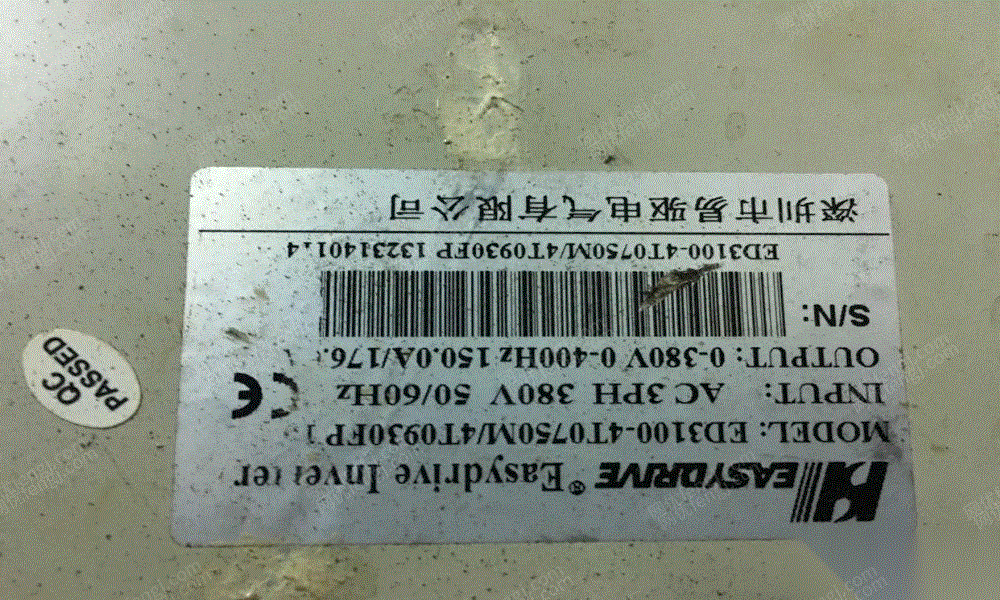 EASYDRIVE® Easydrive Inverter
MODEL: ED3100-4T0750M/4T0930FP
INPUT: AC 3PH 380V 50/60Hz
OUTPUT: 0-380V 0-400Hz 150.0A/176.
CE
S/N:
ED3100-4T0750M/4T0930FP 13231401.4
深圳市易驱电气有限公司
QC
PASSED